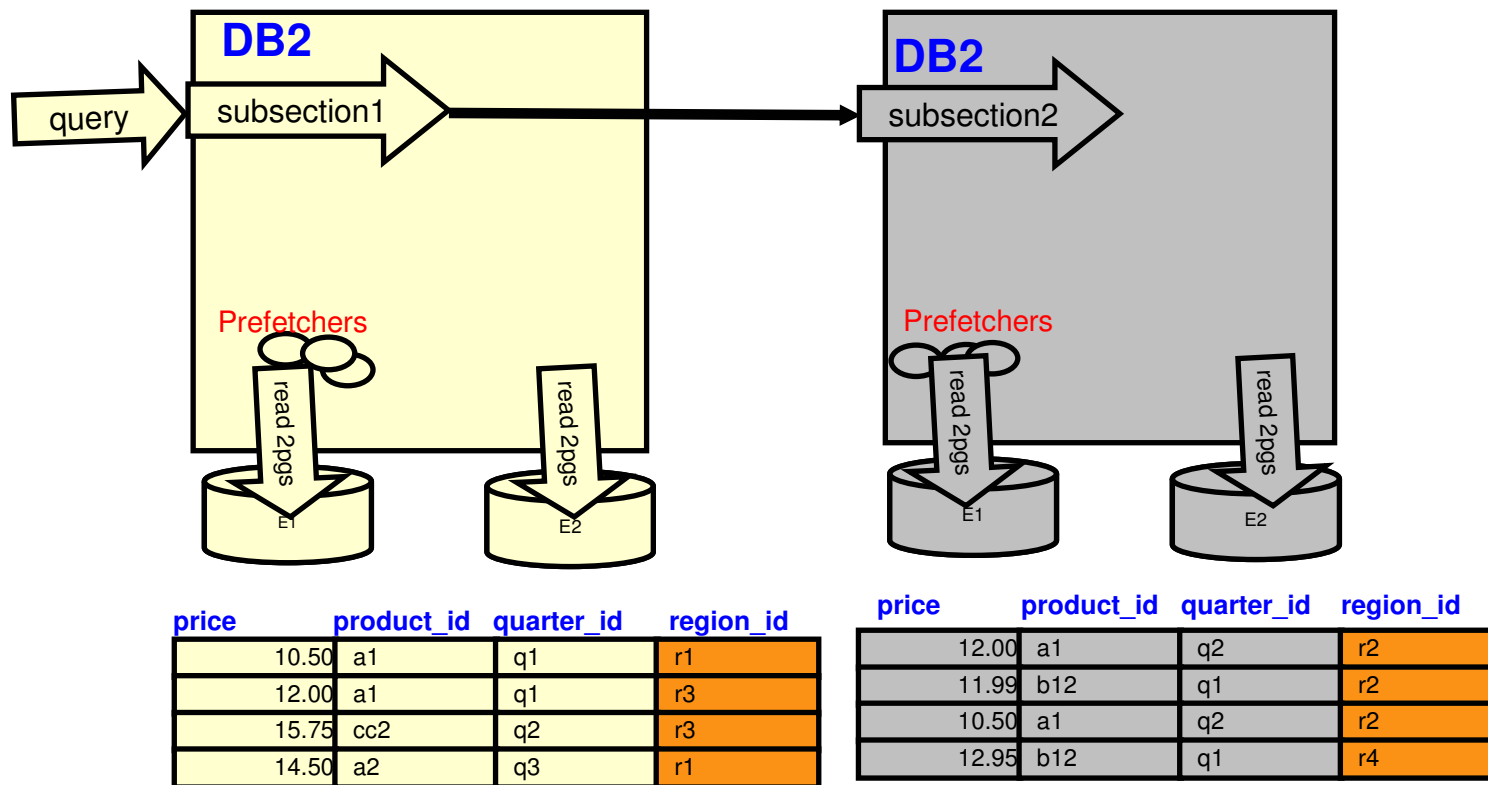 DB2
DB2
query
subsection1
subsection2
Prefetchers
Prefetchers
read 2pgs
read 2pgs
read 2pgs
read 2pgs
E1
E2
E1
E2
price product_id quarter_id region_id
10.50 a1 q1 r1
12.00 a1 q1 r3
15.75 cc2 q2 r3
14.50 a2 q3 r1
price product_id quarter_id region_id
12.00 a1 q2 r2
11.99 b12 q1 r2
10.50 a1 q2 r2
12.95 b12 q1 r4